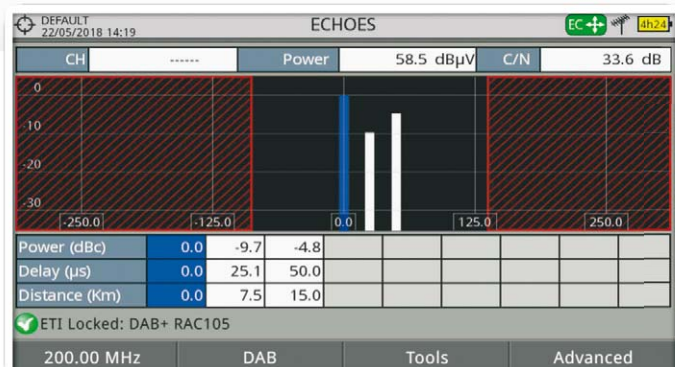 DEFAULT
22/05/2018 14:19
ECHOES
EC
4h24
CH ------ Power 58.5 dBµV C/N 33.6 dB
0
-10
-20
-30
-250.0 -125.0 0.0 125.0 250.0
Power (dBc) 0.0 -9.7 -4.8
Delay (µs) 0.0 25.1 50.0
Distance (Km) 0.0 7.5 15.0
ETI Locked: DAB+ RAC105
200.00 MHz DAB Tools Advanced